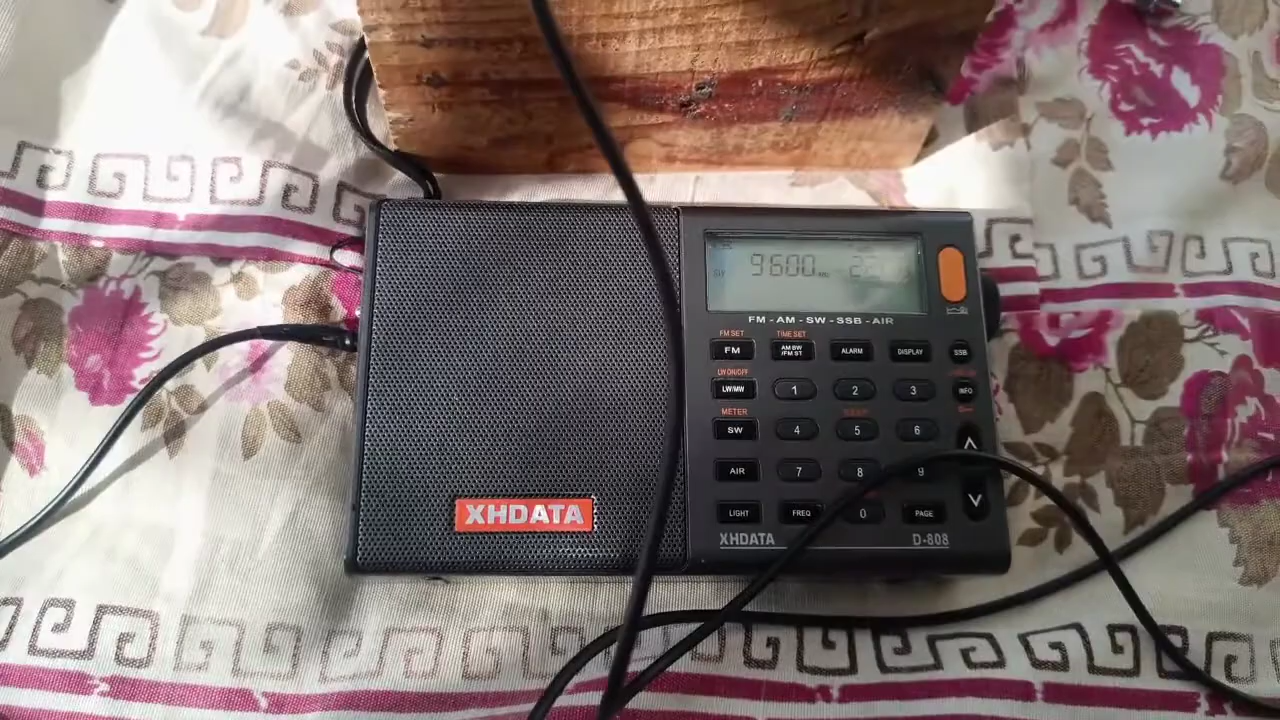 9600
FM - AM - SW - SSB - AIR
FM SET TIME SET
FM AM BW /FM ST ALARM DISPLAY SSB
LW ON/OFF
LW/MW 1 2 3 INFO
METER
SW 4 5 6
AIR 7 8 9
LIGHT FREQ 0 PAGE
XHDATA
XHDATA D-808